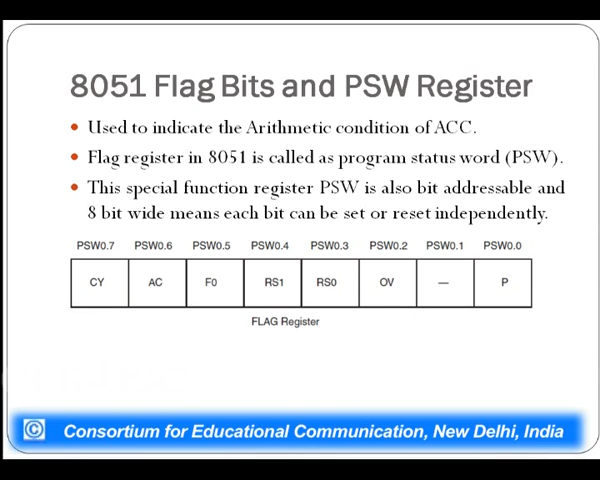 8051 Flag Bits and PSW Register
• Used to indicate the Arithmetic condition of ACC.
• Flag register in 8051 is called as program status word (PSW).
• This special function register PSW is also bit addressable and
8 bit wide means each bit can be set or reset independently.
PSW0.7 PSW0.6 PSW0.5 PSW0.4 PSW0.3 PSW0.2 PSW0.1 PSW0.0
CY AC F0 RS1 RS0 OV — P
FLAG Register
© Consortium for Educational Communication, New Delhi, India